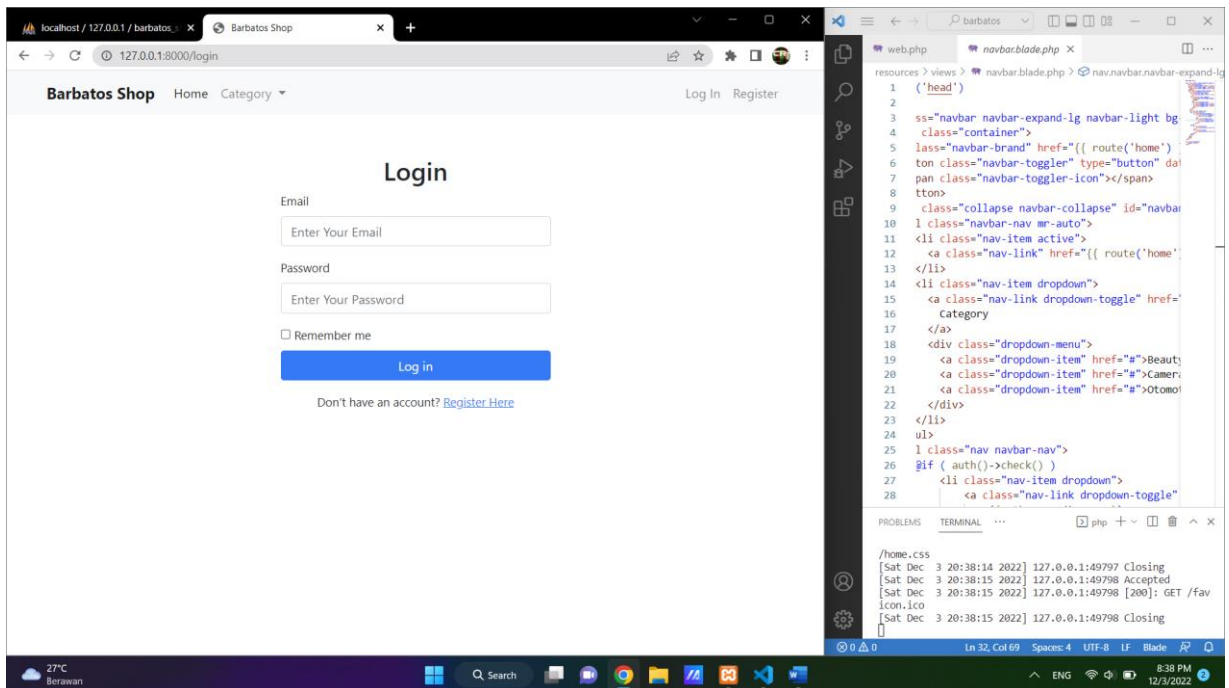 localhost / 127.0.0.1 / barbatos_s
Barbatos Shop
127.0.0.1:8000/login
Barbatos Shop Home Category Log In Register
Login
Email
Enter Your Email
Password
Enter Your Password
Remember me
Log in
Don't have an account? Register Here
barbatos
web.php navbar.blade.php
resources > views > navbar.blade.php > nav.navbar.navbar-expand-lg
1 ('head')
2
3 ss="navbar navbar-expand-lg navbar-light bg-
4 class="container">
5 lass="navbar-brand" href="{{ route('home')
6 ton class="navbar-toggler" type="button" dat
7 pan class="navbar-toggler-icon"></span>
8 tton>
9 class="collapse navbar-collapse" id="navbar
10 l class="navbar-nav mr-auto">
11 <li class="nav-item active">
12 <a class="nav-link" href="{{ route('home')
13 </li>
14 <li class="nav-item dropdown">
15 <a class="nav-link dropdown-toggle" href="
16 Category
17 </a>
18 <div class="dropdown-menu">
19 <a class="dropdown-item" href="#">Beauty
20 <a class="dropdown-item" href="#">Camera
21 <a class="dropdown-item" href="#">Otomot
22 </div>
23 </li>
24 ul>
25 l class="nav navbar-nav">
26 @if ( auth()->check() )
27 <li class="nav-item dropdown">
28 <a class="nav-link dropdown-toggle"
PROBLEMS TERMINAL ··· php
/home.css
[Sat Dec 3 20:38:14 2022] 127.0.0.1:49797 Closing
[Sat Dec 3 20:38:15 2022] 127.0.0.1:49798 Accepted
[Sat Dec 3 20:38:15 2022] 127.0.0.1:49798 [200]: GET /fav
icon.ico
[Sat Dec 3 20:38:15 2022] 127.0.0.1:49798 Closing
0 0 Ln 32, Col 69 Spaces: 4 UTF-8 LF Blade
27°C
Berawan
Search
ENG
8:38 PM
12/3/2022
2